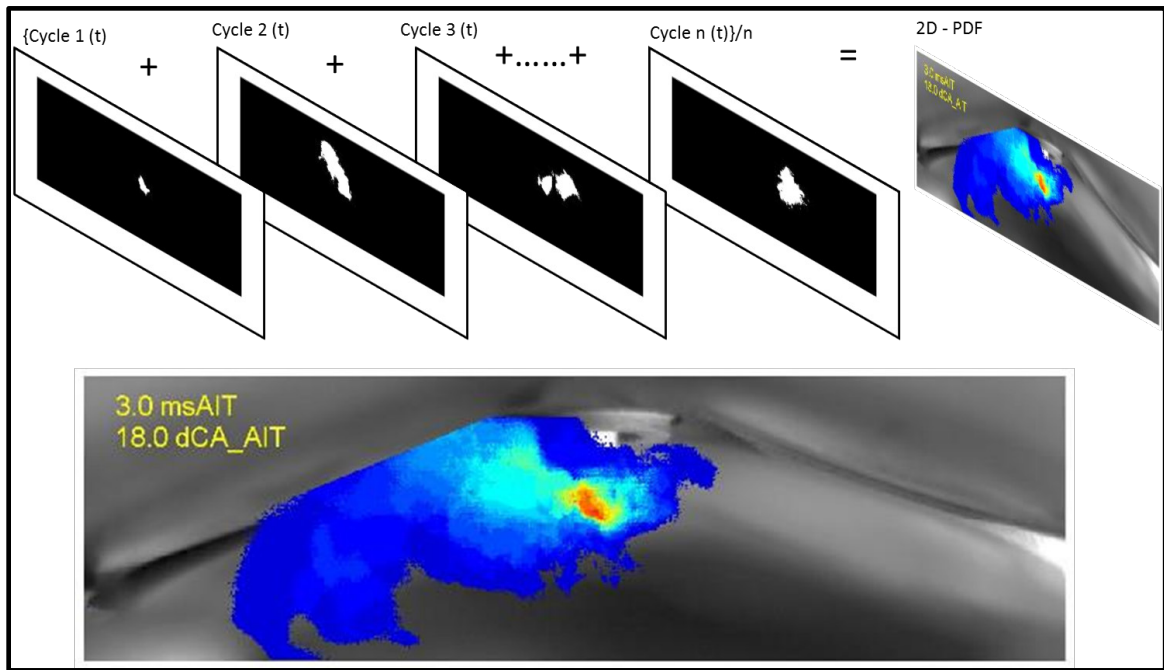 {Cycle 1 (t)
+
Cycle 2 (t)
+
Cycle 3 (t)
+……+
Cycle n (t)}/n
=
2D - PDF
3.0 msAIT
18.0 dCA_AIT
3.0 msAIT
18.0 dCA_AIT